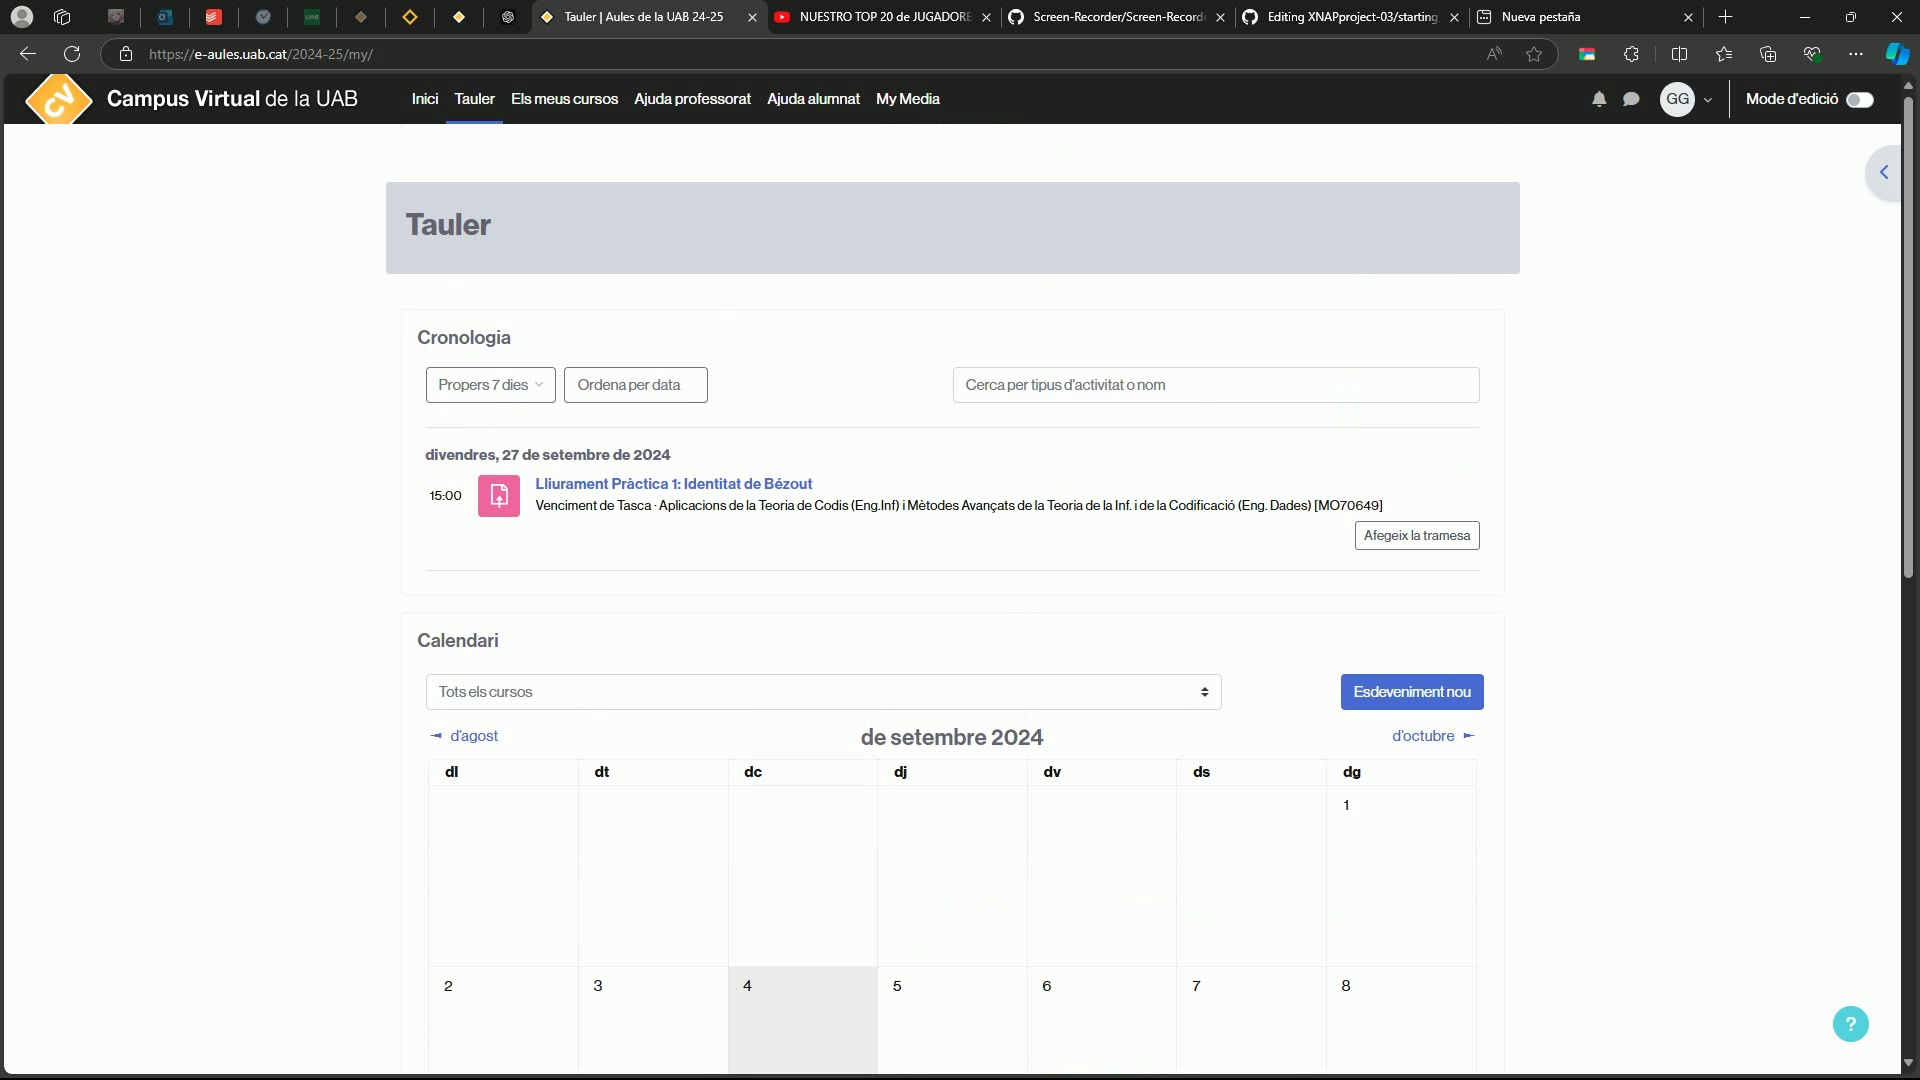 Tauler | Aules de la UAB 24-25
NUESTRO TOP 20 de JUGADORE
Screen-Recorder/Screen-Recorde
Editing XNAPproject-03/starting
Nueva pestaña
https://e-aules.uab.cat/2024-25/my/
CV
Campus Virtual de la UAB
Inici
Tauler
Els meus cursos
Ajuda professorat
Ajuda alumnat
My Media
GG
Mode d'edició
Tauler
Cronologia
Propers 7 dies
Ordena per data
Cerca per tipus d'activitat o nom
divendres, 27 de setembre de 2024
15:00
Lliurament Pràctica 1: Identitat de Bézout
Venciment de Tasca · Aplicacions de la Teoria de Codis (Eng.Inf) i Mètodes Avançats de la Teoria de la Inf. i de la Codificació (Eng. Dades) [MO70649]
Afegeix la tramesa
Calendari
Tots els cursos
Esdeveniment nou
◄ d'agost
de setembre 2024
d'octubre ►
dl dt dc dj dv ds dg
1
2 3 4 5 6 7 8
?